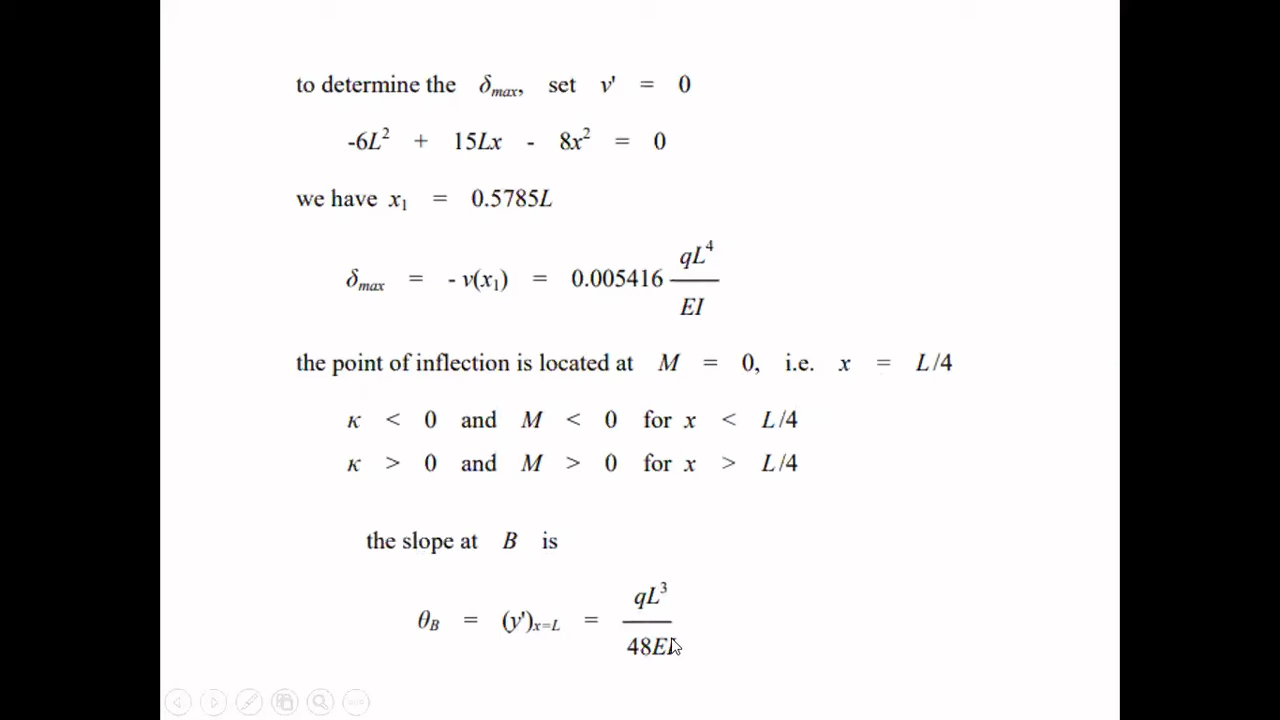 to determine the δmax, set v' = 0
-6L² + 15Lx - 8x² = 0
we have x₁ = 0.5785L
δmax = - v(x₁) = 0.005416 qL⁴ / EI
the point of inflection is located at M = 0, i.e. x = L/4
κ < 0 and M < 0 for x < L/4
κ > 0 and M > 0 for x > L/4
the slope at B is
θB = (y')x=L = qL³ / 48EI